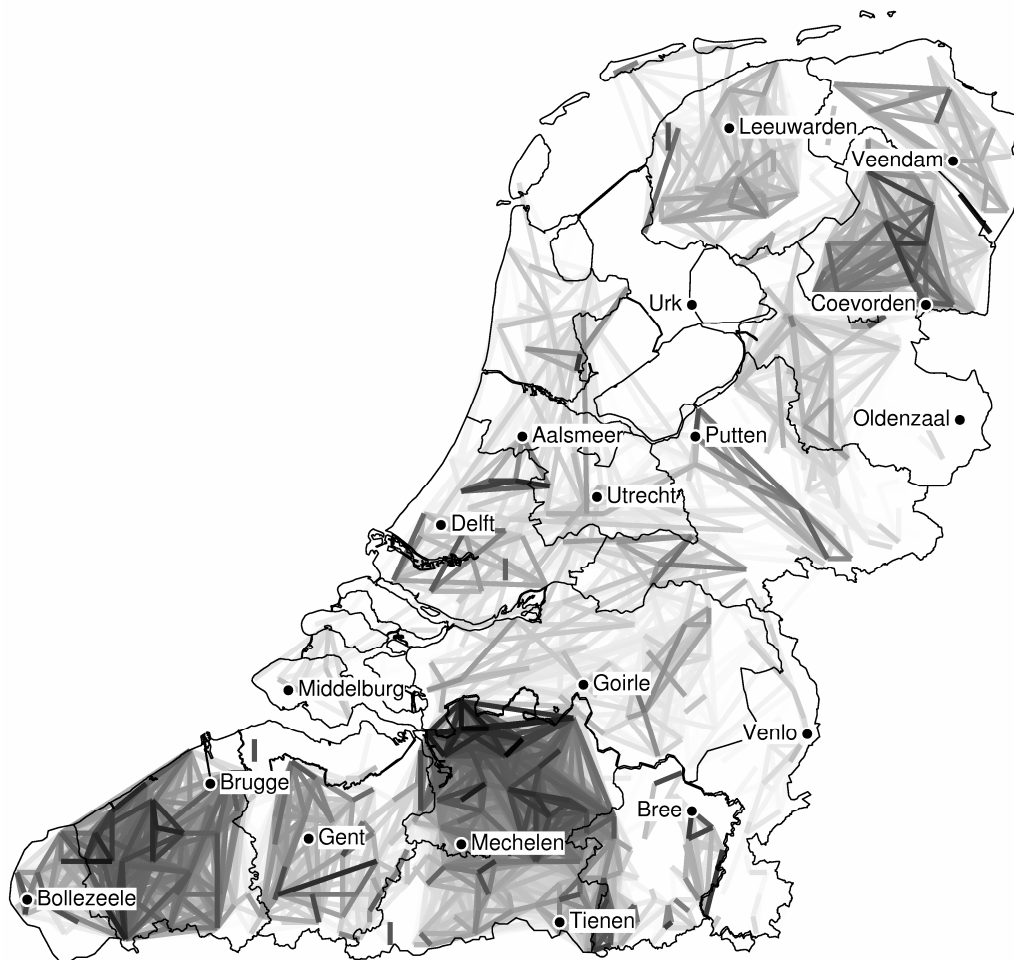 Leeuwarden
Veendam
Urk
Coevorden
Oldenzaal
Aalsmeer
Putten
Utrecht
Delft
Goirle
Middelburg
Venlo
Brugge
Bree
Gent
Mechelen
Bollezeele
Tienen